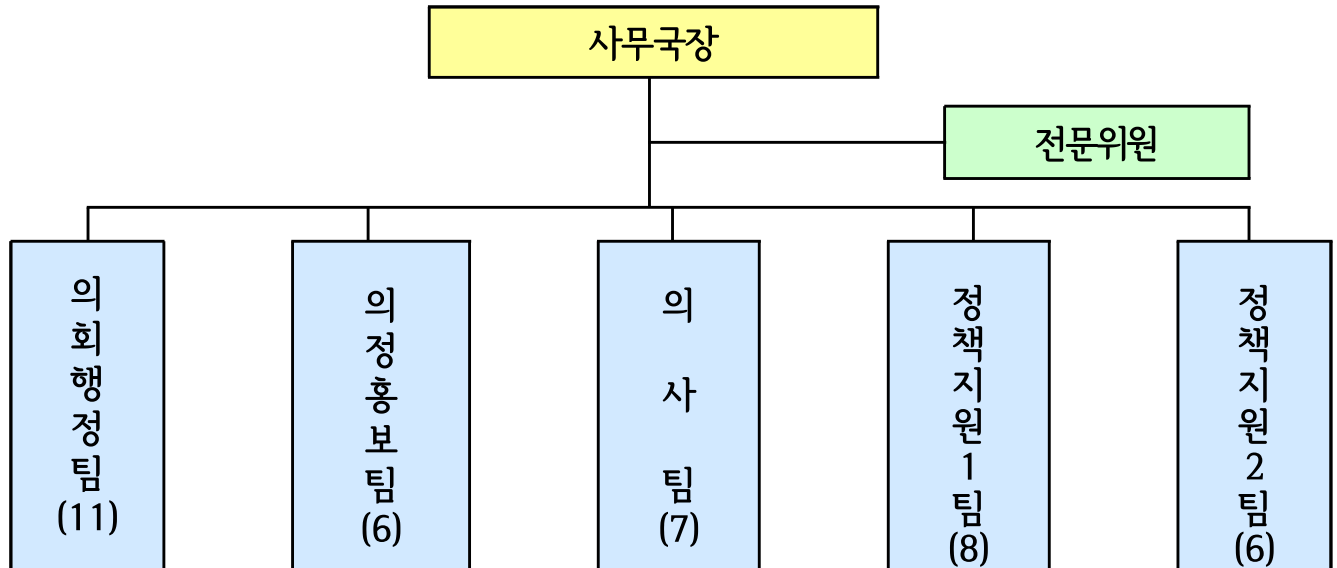 사무국장
전문위원
의회행정팀
(11)
의정홍보팀
(6)
의사팀
(7)
정책지원1팀
(8)
정책지원2팀
(6)